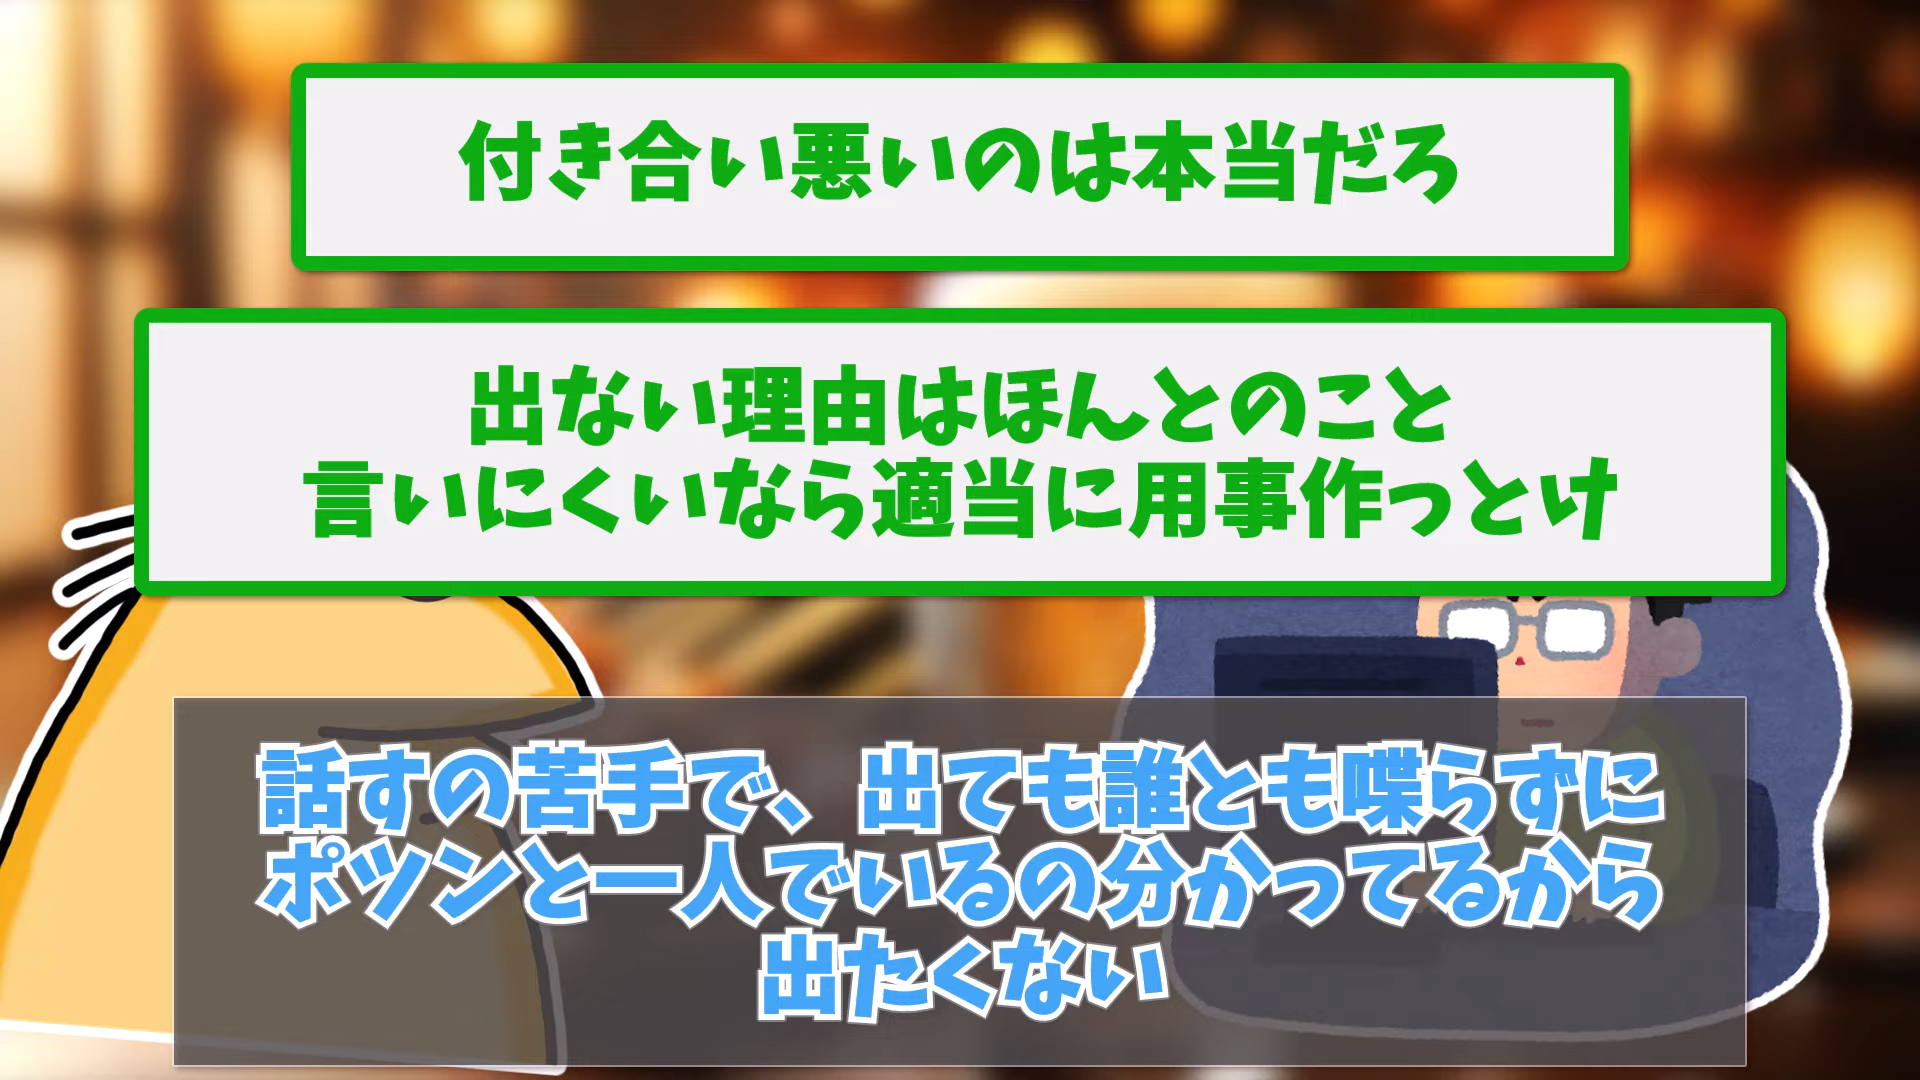 付き合い悪いのは本当だろ
出ない理由はほんとのこと
言いにくいなら適当に用事作っとけ
話すの苦手で、出ても誰とも喋らずに
ポツンと一人でいるの分かってるから
出たくない